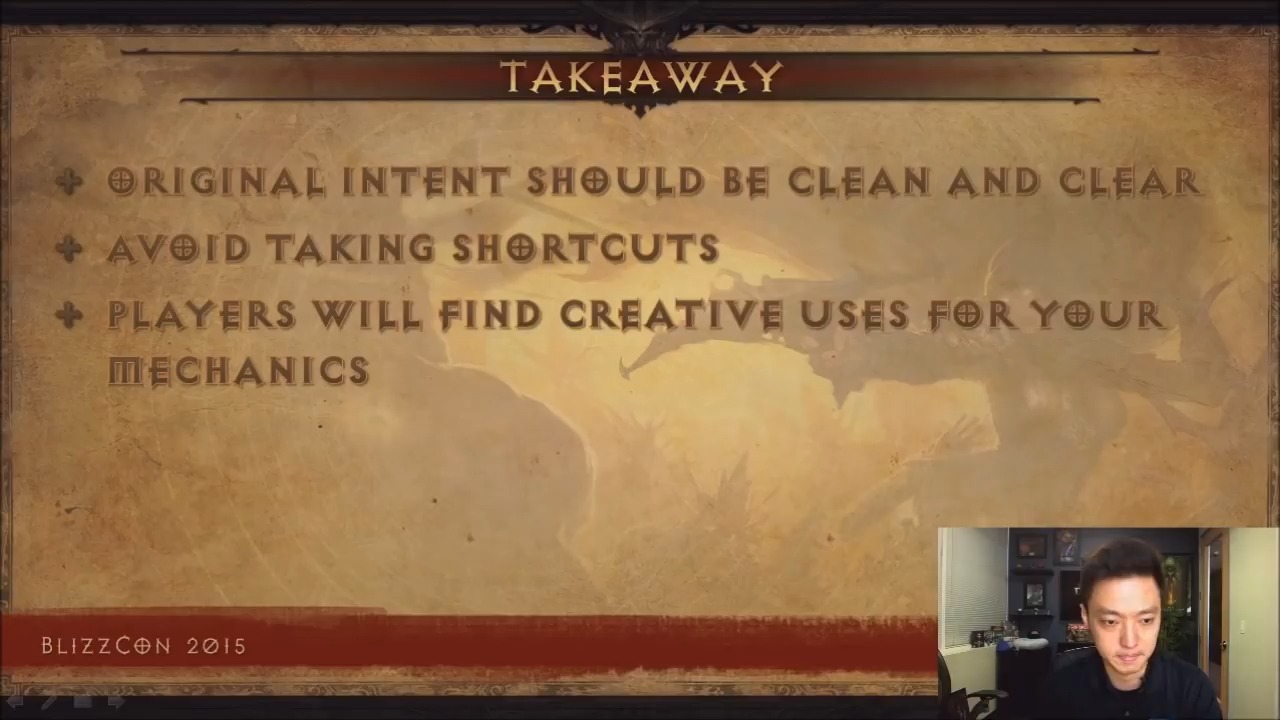 TAKEAWAY
ORIGINAL INTENT SHOULD BE CLEAN AND CLEAR
AVOID TAKING SHORTCUTS
PLAYERS WILL FIND CREATIVE USES FOR YOUR
MECHANICS
BLIZZCON 2015